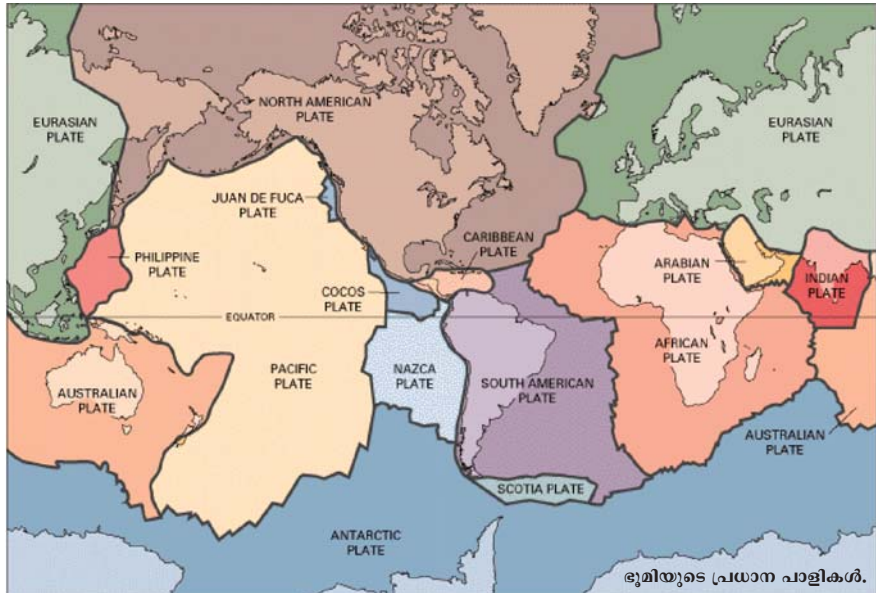 NORTH AMERICAN
PLATE
EURASIAN
PLATE
EURASIAN
PLATE
JUAN DE FUCA
PLATE
PHILIPPINE
PLATE
CARIBBEAN
PLATE
ARABIAN
PLATE
INDIAN
PLATE
COCOS
PLATE
EQUATOR
AFRICAN
PLATE
AUSTRALIAN
PLATE
PACIFIC
PLATE
NAZCA
PLATE
SOUTH AMERICAN
PLATE
AUSTRALIAN
PLATE
SCOTIA PLATE
ANTARCTIC
PLATE
ഭൂമിയുടെ പ്രധാന പാളികൾ.